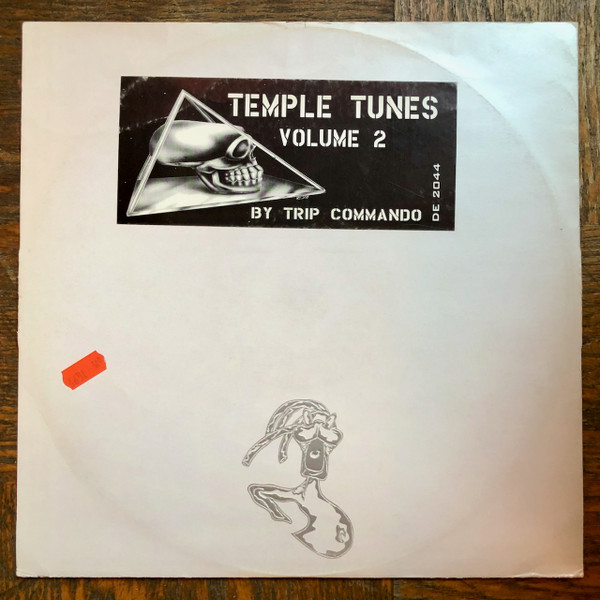 TEMPLE TUNES
VOLUME 2
BY TRIP COMMANDO
DE 2044